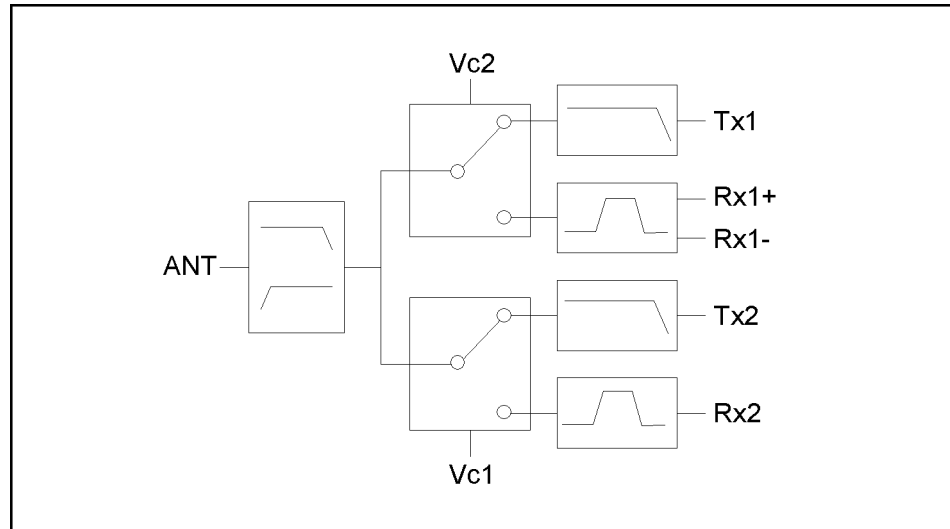 Vc2
Tx1
Rx1+
Rx1-
ANT
Tx2
Rx2
Vc1